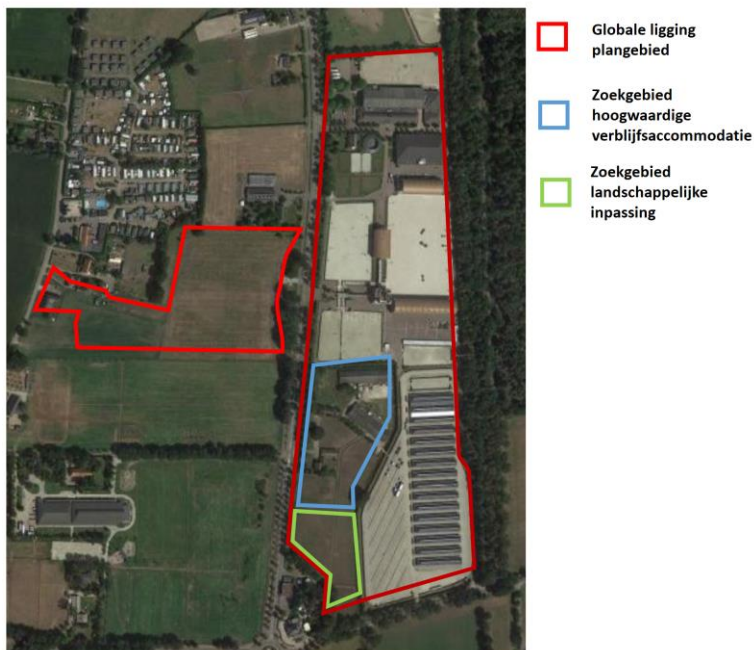 Globale ligging
plangebied
Zoekgebied
hoogwaardige
verblijfsaccommodatie
Zoekgebied
landschappelijke
inpassing